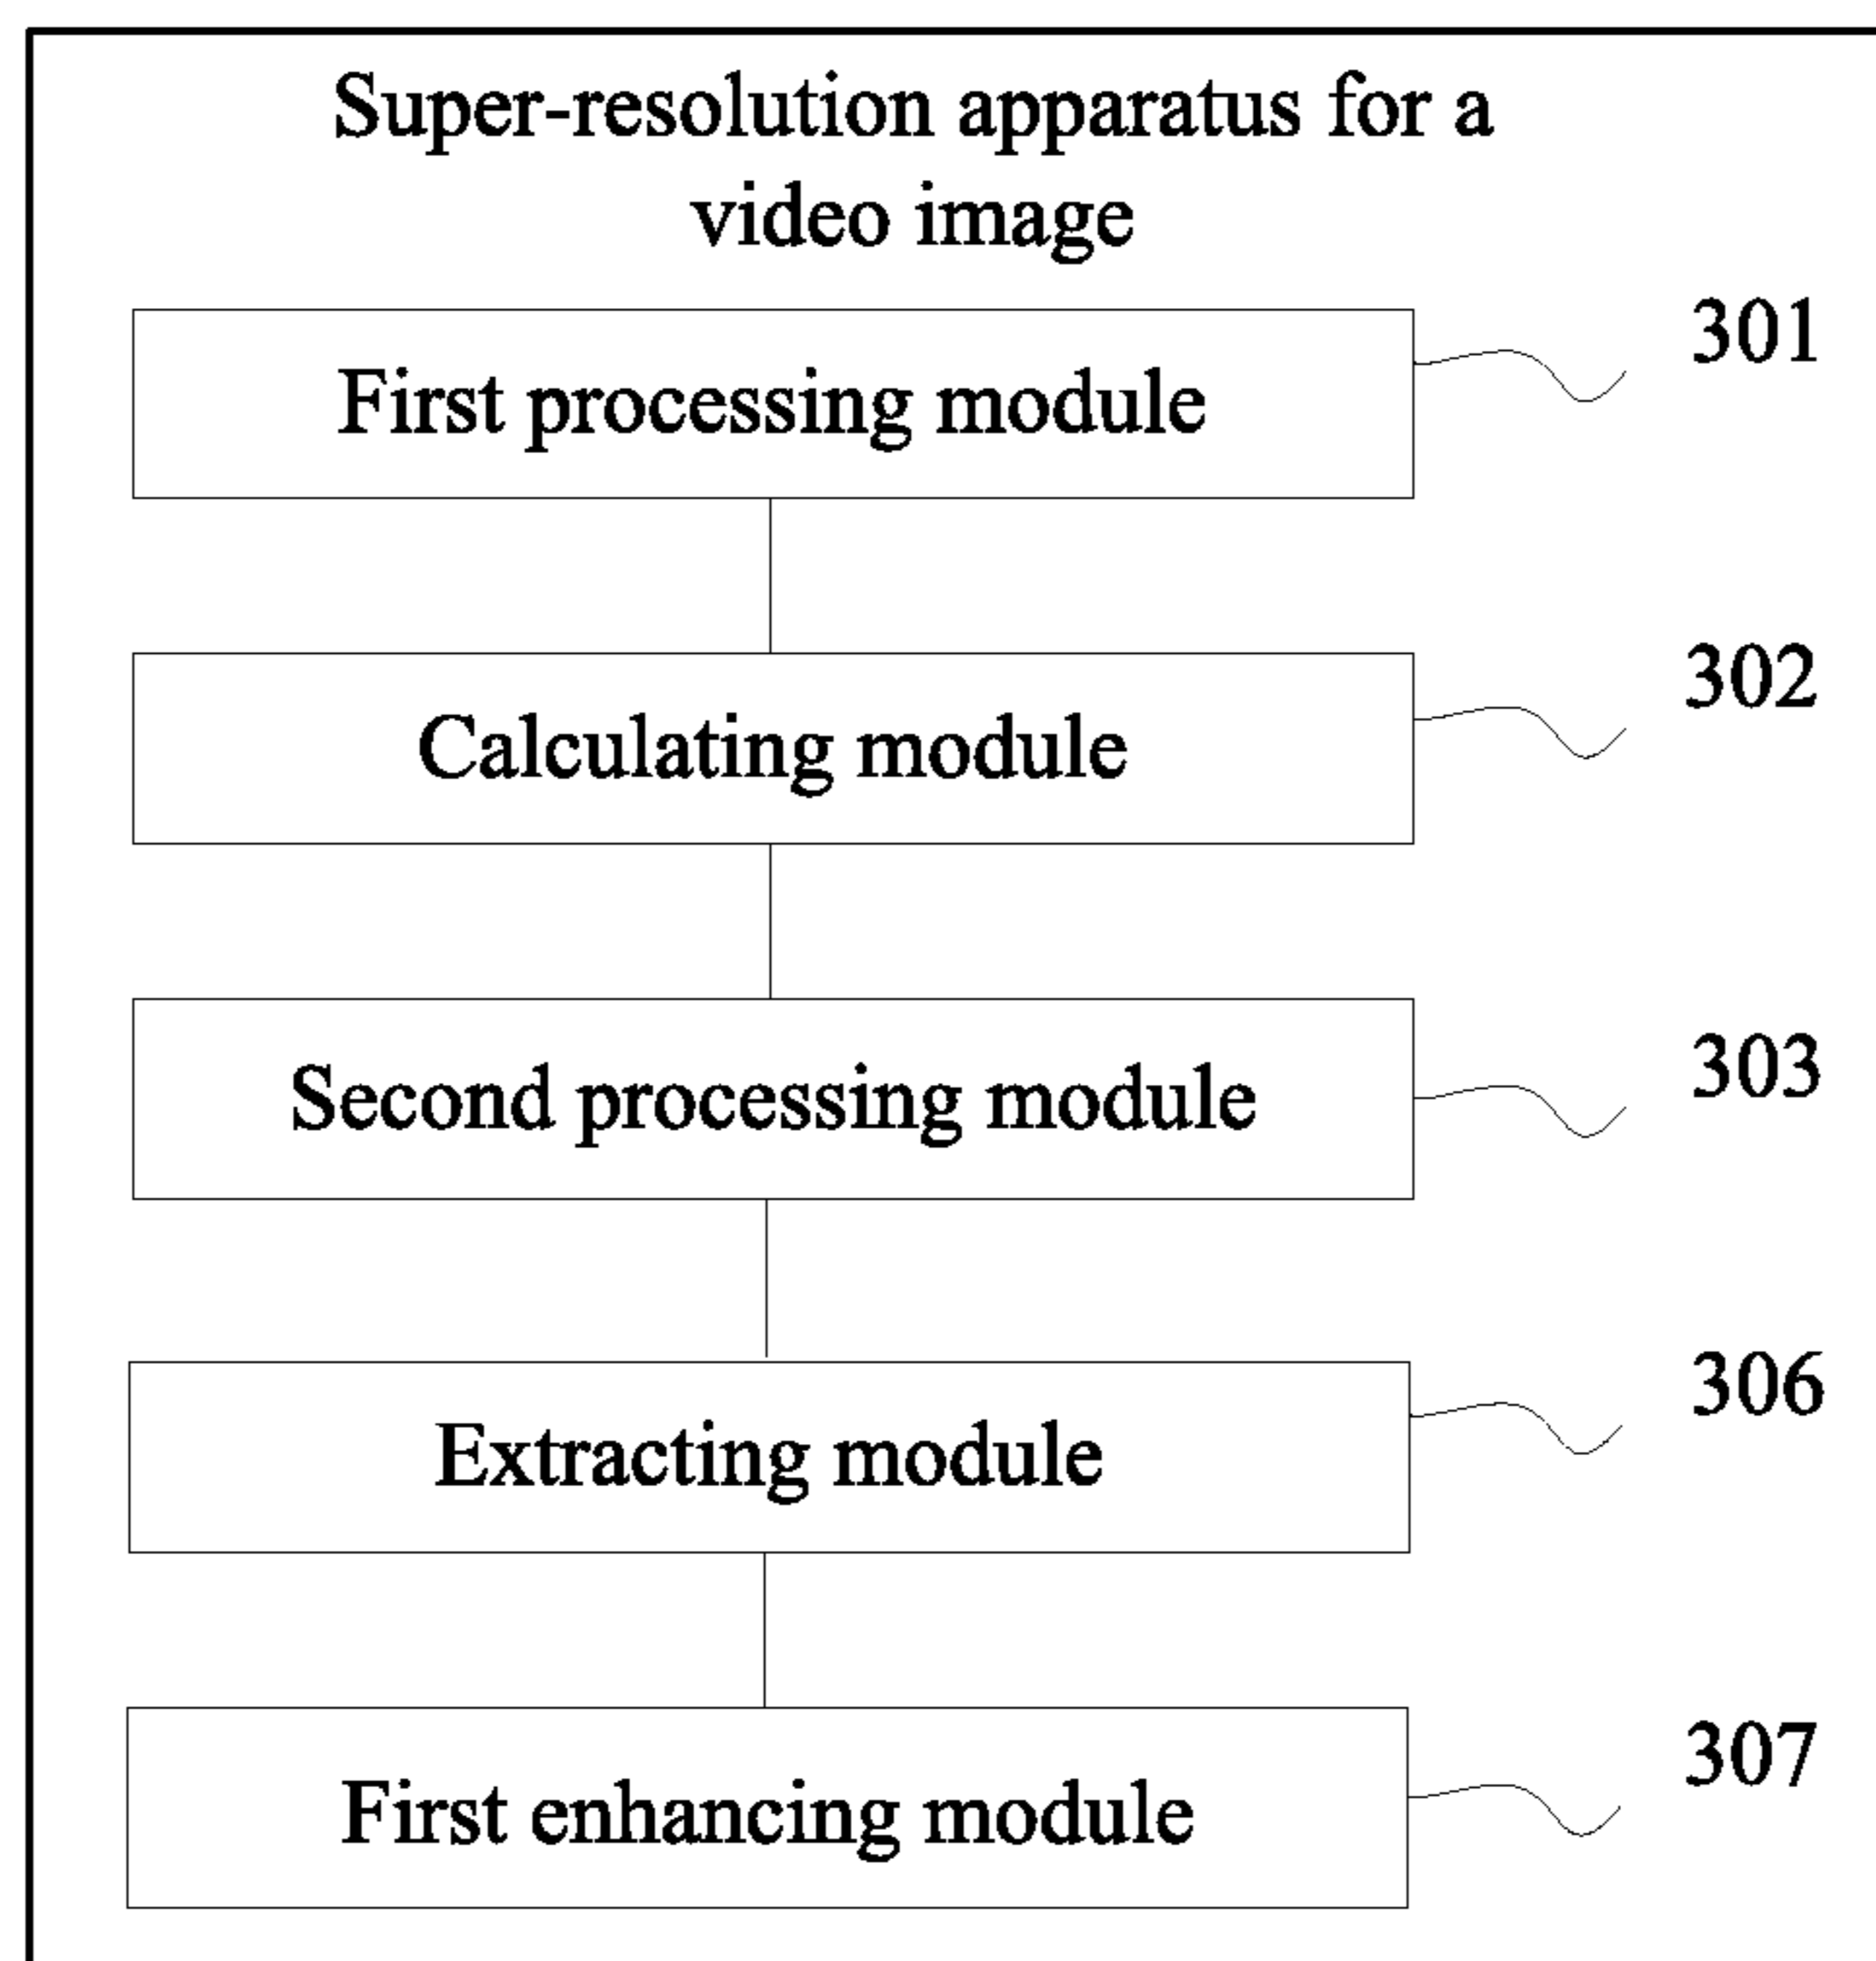 Super-resolution apparatus for a
video image
301
First processing module
302
Calculating module
303
Second processing module
306
Extracting module
307
First enhancing module